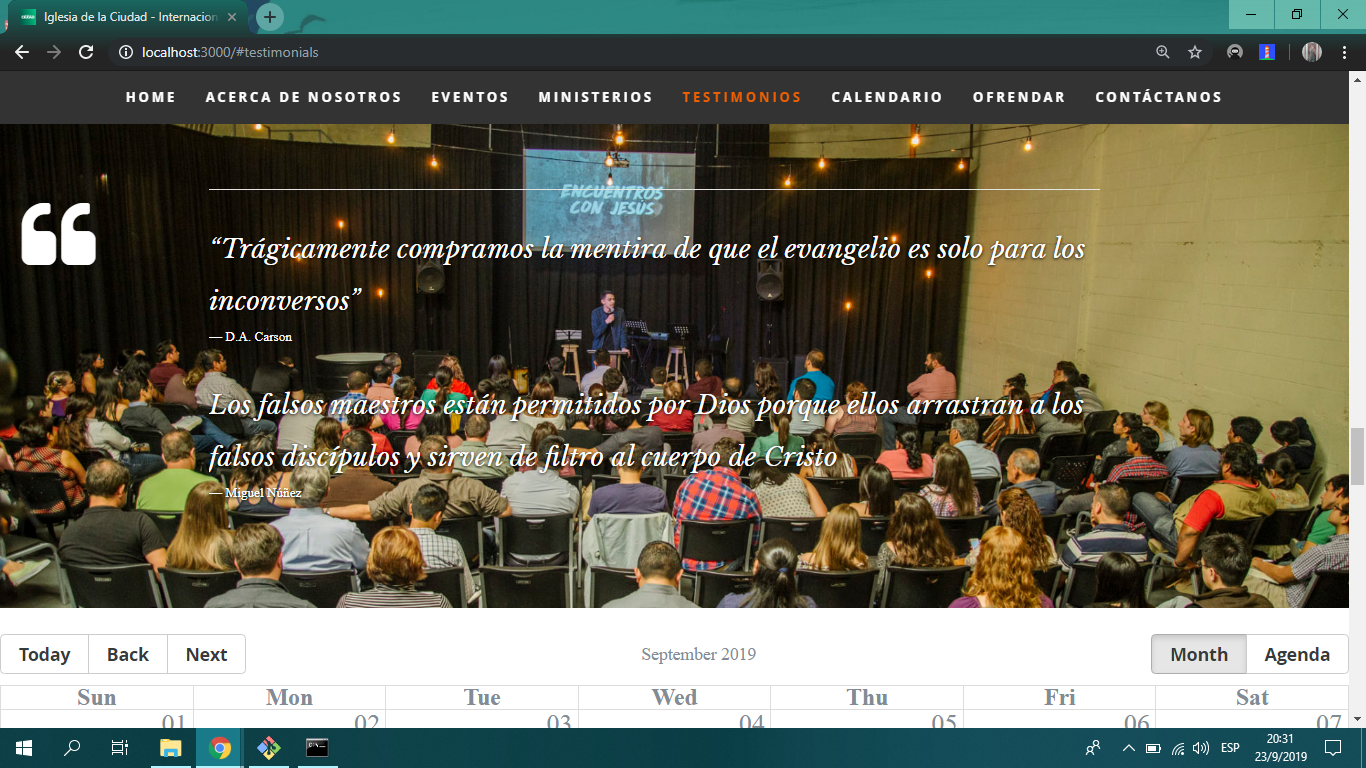 Iglesia de la Ciudad - Internacion
localhost:3000/#testimonials
HOME ACERCA DE NOSOTROS EVENTOS MINISTERIOS TESTIMONIOS CALENDARIO OFRENDAR CONTÁCTANOS
ENCUENTROS
CON JESÚS
“Trágicamente compramos la mentira de que el evangelio es solo para los
inconversos”
— D.A. Carson
Los falsos maestros están permitidos por Dios porque ellos arrastran a los
falsos discípulos y sirven de filtro al cuerpo de Cristo
— Miguel Núñez
Today Back Next September 2019 Month Agenda
Sun Mon Tue Wed Thu Fri Sat
01 02 03 04 05 06 07
ESP
20:31
23/9/2019